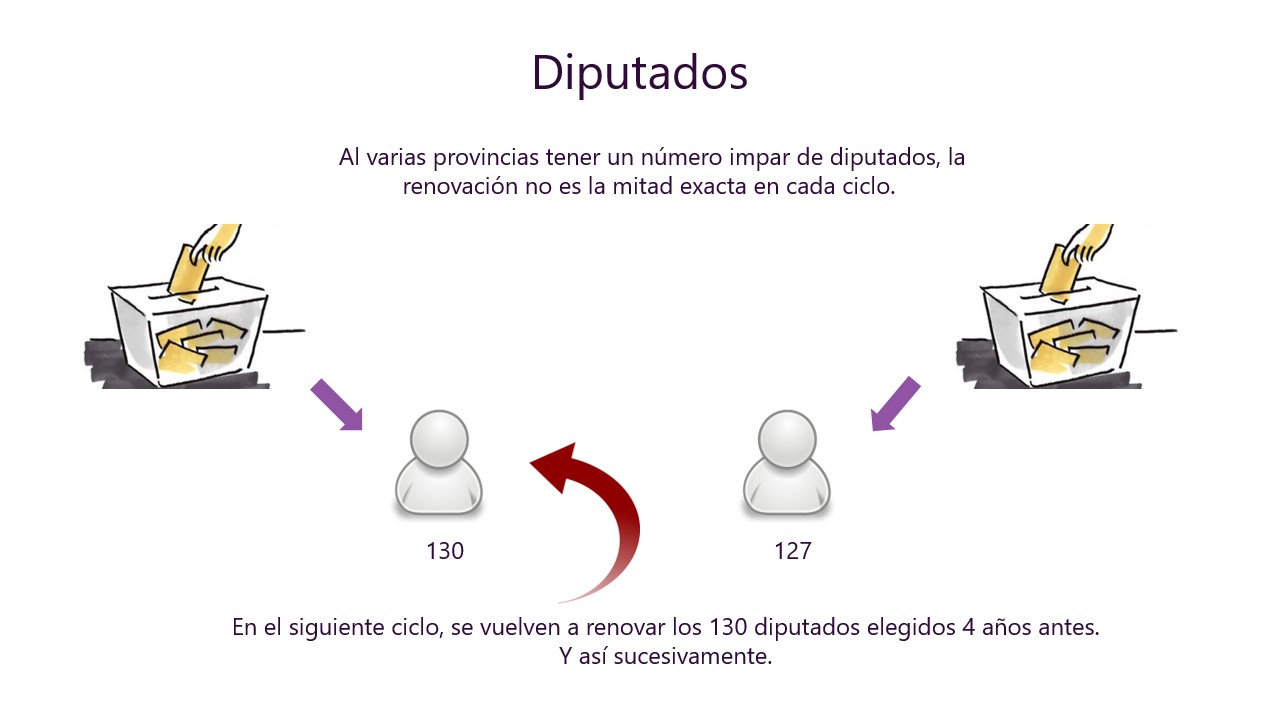 Diputados
Al varias provincias tener un número impar de diputados, la
renovación no es la mitad exacta en cada ciclo.
130
127
En el siguiente ciclo, se vuelven a renovar los 130 diputados elegidos 4 años antes.
Y así sucesivamente.